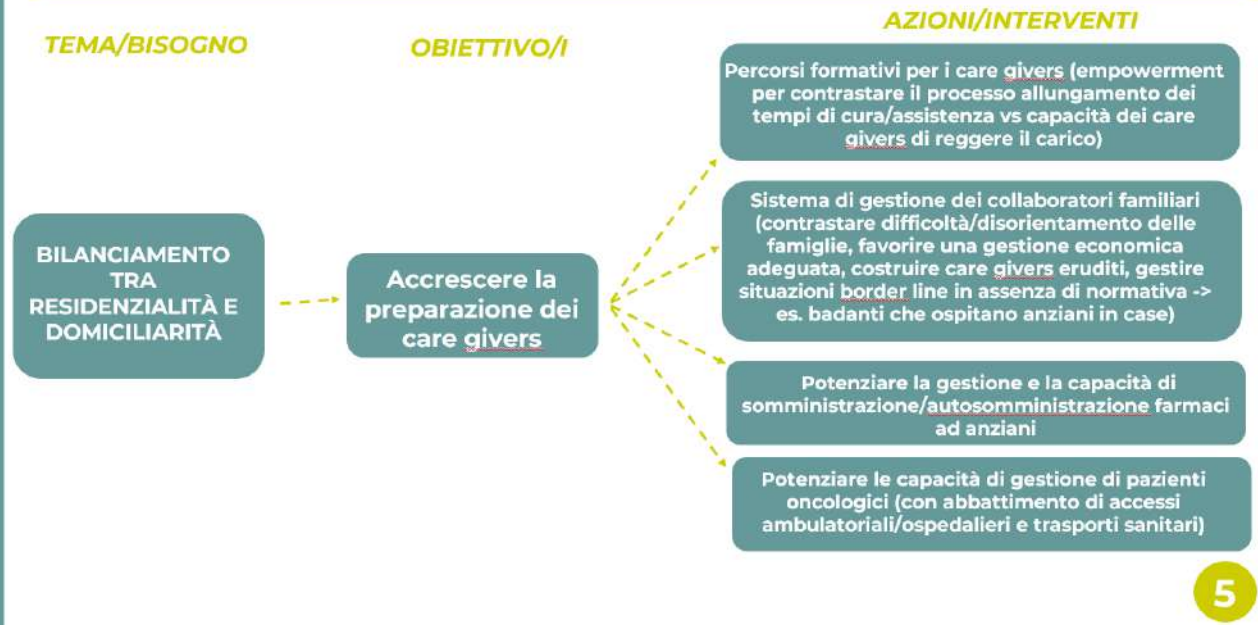 TEMA/BISOGNO
OBIETTIVO/I
AZIONI/INTERVENTI
BILANCIAMENTO
TRA
RESIDENZIALITÀ E
DOMICILIARITÀ
Accrescere la
preparazione dei
care givers
Percorsi formativi per i care givers (empowerment
per contrastare il processo allungamento dei
tempi di cura/assistenza vs capacità dei care
givers di reggere il carico)
Sistema di gestione dei collaboratori familiari
(contrastare difficoltà/disorientamento delle
famiglie, favorire una gestione economica
adeguata, costruire care givers eruditi, gestire
situazioni border line in assenza di normativa ->
es. badanti che ospitano anziani in case)
Potenziare la gestione e la capacità di
somministrazione/autosomministrazione farmaci
ad anziani
Potenziare le capacità di gestione di pazienti
oncologici (con abbattimento di accessi
ambulatoriali/ospedalieri e trasporti sanitari)
5